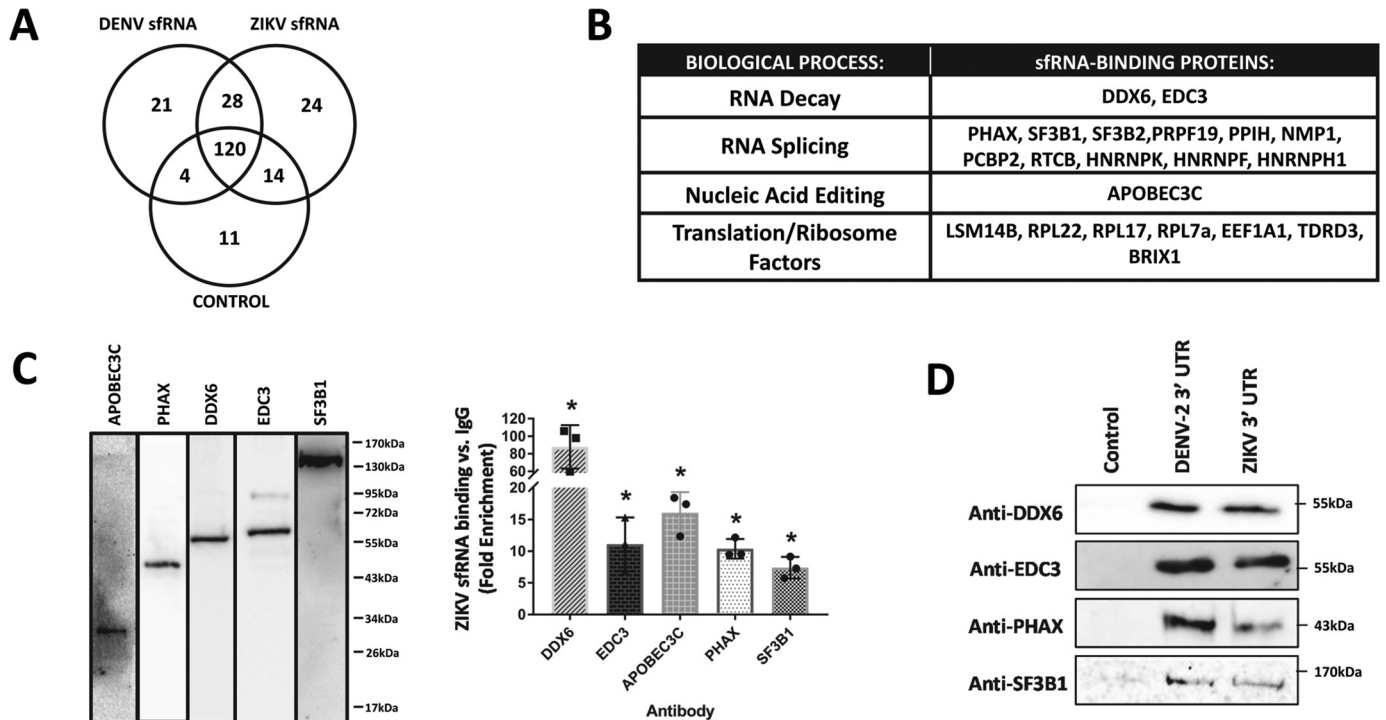 A
DENV sfRNA
ZIKV sfRNA
21
28
24
120
4
14
11
CONTROL
B
BIOLOGICAL PROCESS:
sfRNA-BINDING PROTEINS:
RNA Decay
DDX6, EDC3
RNA Splicing
PHAX, SF3B1, SF3B2,PRPF19, PPIH, NMP1,
PCBP2, RTCB, HNRNPK, HNRNPF, HNRNPH1
Nucleic Acid Editing
APOBEC3C
Translation/Ribosome
Factors
LSM14B, RPL22, RPL17, RPL7a, EEF1A1, TDRD3,
BRIX1
C
APOBEC3C
PHAX
DDX6
EDC3
SF3B1
170kDa
130kDa
95kDa
72kDa
55kDa
43kDa
34kDa
26kDa
17kDa
ZIKV sfRNA binding vs. IgG
(Fold Enrichment)
120
100
80
60
20
15
10
5
0
*
*
*
*
*
DDX6
EDC3
APOBEC3C
PHAX
SF3B1
Antibody
D
Control
DENV-2 3' UTR
ZIKV 3' UTR
Anti-DDX6
55kDa
Anti-EDC3
55kDa
Anti-PHAX
43kDa
Anti-SF3B1
170kDa